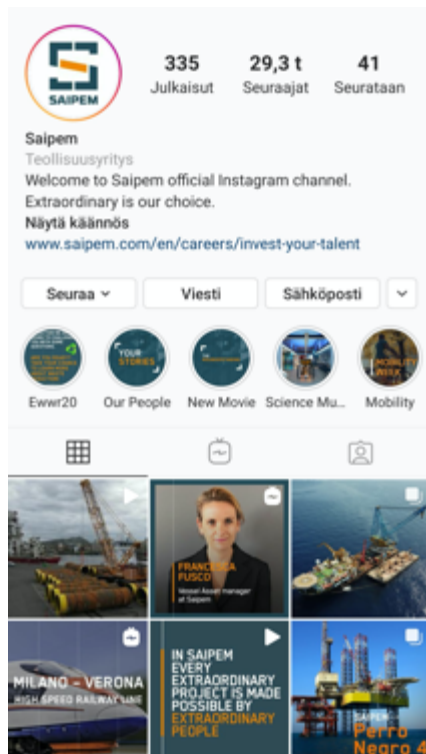 SAIPEM
335
29,3 t
41
Julkaisut
Seuraajat
Seurataan
Saipem
Teollisuusyritys
Welcome to Saipem official Instagram channel.
Extraordinary is our choice.
Näytä käännös
www.saipem.com/en/careers/invest-your-talent
Seuraa
Viesti
Sähköposti
YOUR
STORIES
MOBILITY
WEEK
Ewwr20
Our People
New Movie
Science Mu...
Mobility
FRANCESCA
FUSCO
Vessel Asset manager
at Saipem
MILANO – VERONA
HIGH SPEED RAILWAY LINE
IN SAIPEM
EVERY
EXTRAORDINARY
PROJECT IS MADE
POSSIBLE BY
EXTRAORDINARY
PEOPLE
SAIPEM
Perro
Negro 4